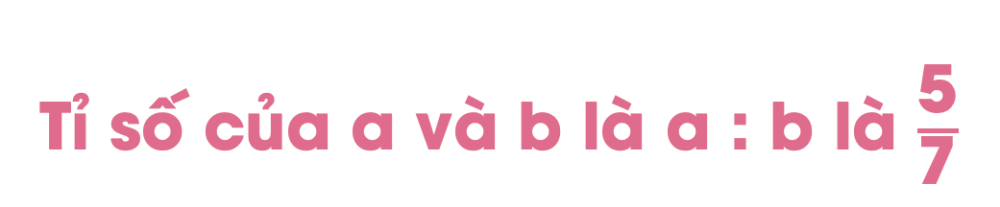 Tỉ số của a và b là a : b là 5/7